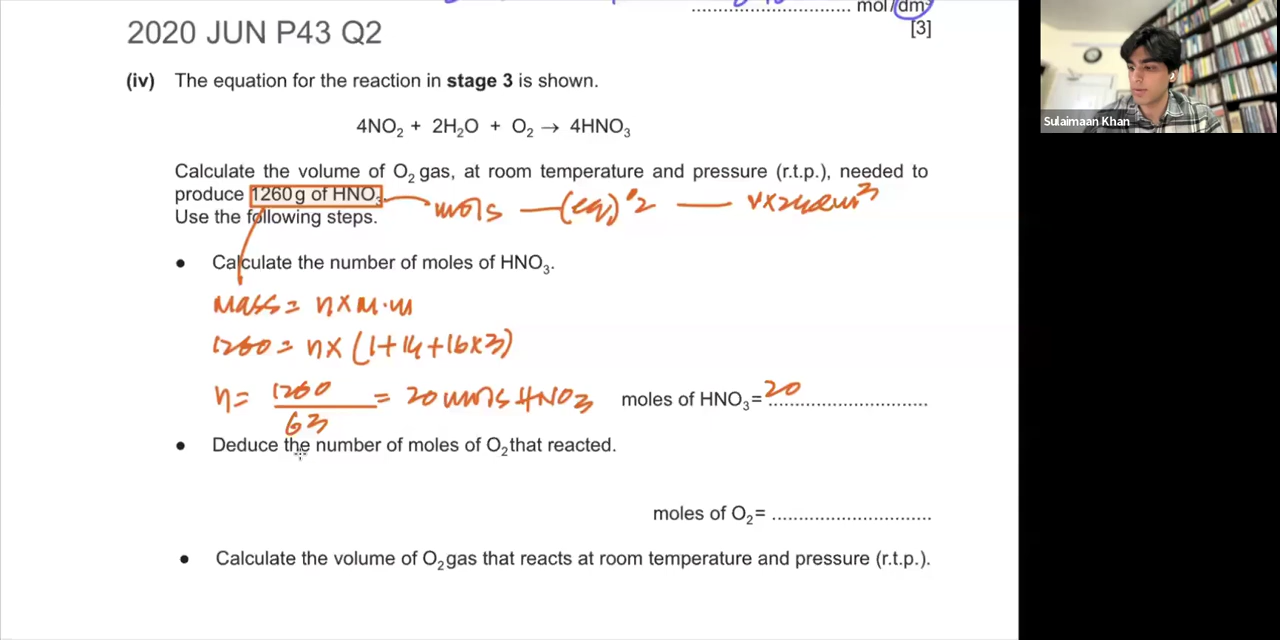 mol/dm³
[3]
2020 JUN P43 Q2
(iv) The equation for the reaction in stage 3 is shown.
4NO₂ + 2H₂O + O₂ → 4HNO₃
Calculate the volume of O₂ gas, at room temperature and pressure (r.t.p.), needed to
produce 1260g of HNO₃.
mols — (eq) — x24dm³
Use the following steps.
• Calculate the number of moles of HNO₃.
Mass = n x M.m
1260 = n x (1+14+16x3)
n = 1260/63 = 20 mols HNO3
moles of HNO₃= 20
• Deduce the number of moles of O₂ that reacted.
moles of O₂= ................................
• Calculate the volume of O₂ gas that reacts at room temperature and pressure (r.t.p.).
Sulaimaan Khan